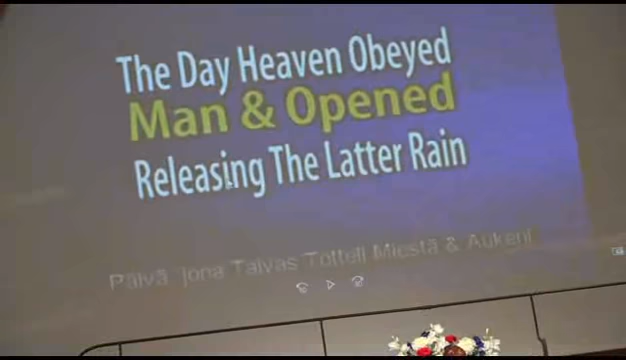 The Day Heaven Obeyed
Man & Opened
Releasing The Latter Rain
Päivä jona Taivas Totteli Miestä & Aukeni